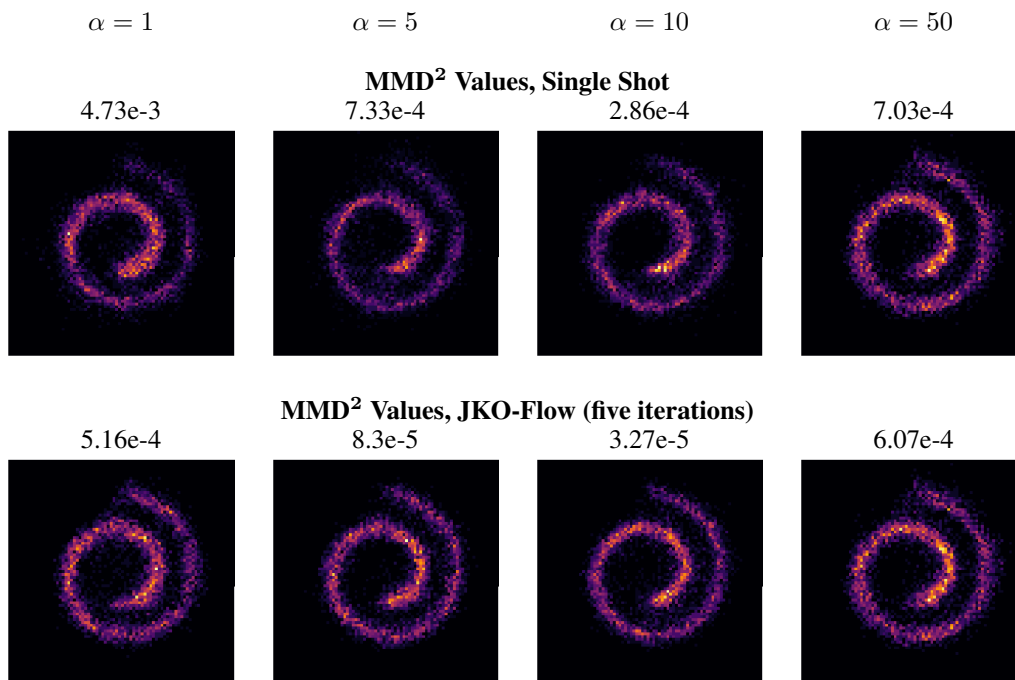 α = 1 α = 5 α = 10 α = 50
MMD² Values, Single Shot
4.73e-3 7.33e-4 2.86e-4 7.03e-4
MMD² Values, JKO-Flow (five iterations)
5.16e-4 8.3e-5 3.27e-5 6.07e-4